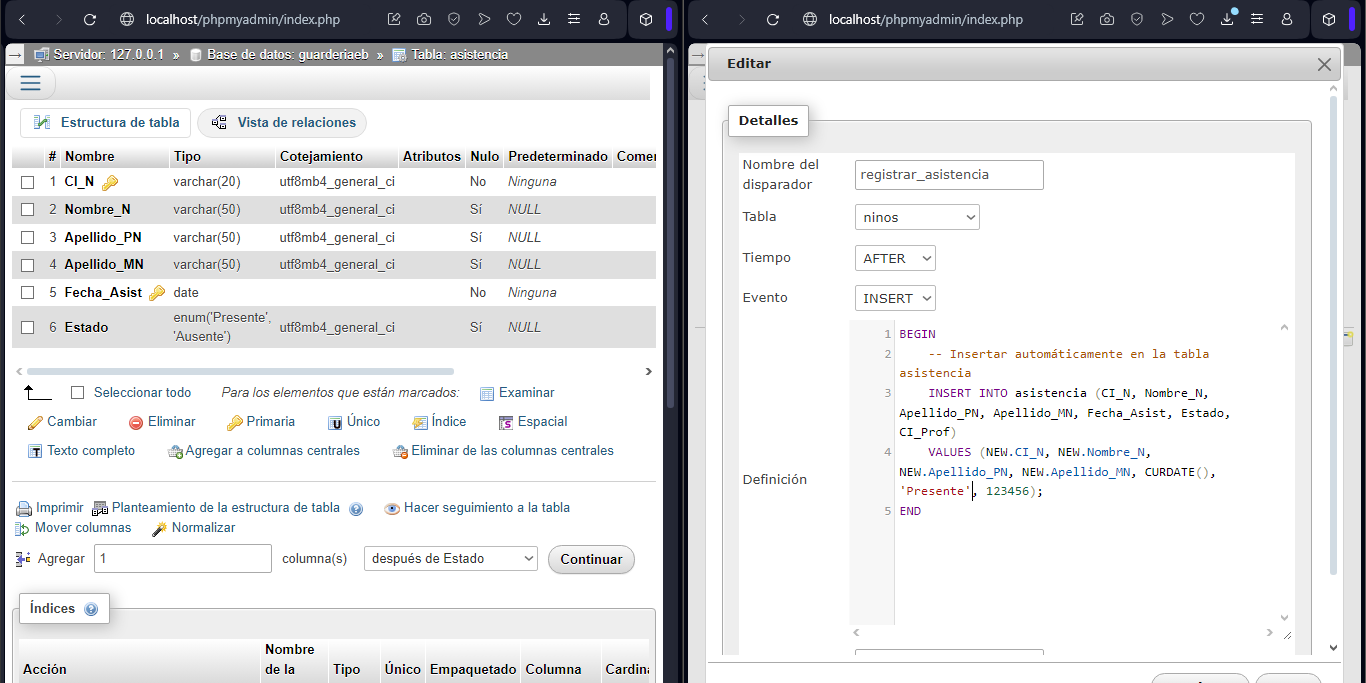 localhost/phpmyadmin/index.php
Servidor: 127.0.0.1 » Base de datos: guarderiaeb » Tabla: asistencia
Estructura de tabla Vista de relaciones
# Nombre Tipo Cotejamiento Atributos Nulo Predeterminado Comer
1 CI_N varchar(20) utf8mb4_general_ci No Ninguna
2 Nombre_N varchar(50) utf8mb4_general_ci Sí NULL
3 Apellido_PN varchar(50) utf8mb4_general_ci Sí NULL
4 Apellido_MN varchar(50) utf8mb4_general_ci Sí NULL
5 Fecha_Asist date No Ninguna
6 Estado enum('Presente', 'Ausente') utf8mb4_general_ci Sí NULL
Seleccionar todo Para los elementos que están marcados: Examinar
Cambiar Eliminar Primaria Único Índice Espacial
Texto completo Agregar a columnas centrales Eliminar de las columnas centrales
Imprimir Planteamiento de la estructura de tabla Hacer seguimiento a la tabla
Mover columnas Normalizar
Agregar 1 columna(s) después de Estado Continuar
Índices
Acción Nombre de la Tipo Único Empaquetado Columna Cardina
localhost/phpmyadmin/index.php
Editar
Detalles
Nombre del disparador registrar_asistencia
Tabla ninos
Tiempo AFTER
Evento INSERT
Definición
1 BEGIN
2 -- Insertar automáticamente en la tabla
asistencia
3 INSERT INTO asistencia (CI_N, Nombre_N,
Apellido_PN, Apellido_MN, Fecha_Asist, Estado,
CI_Prof)
4 VALUES (NEW.CI_N, NEW.Nombre_N,
NEW.Apellido_PN, NEW.Apellido_MN, CURDATE(),
'Presente', 123456);
5 END